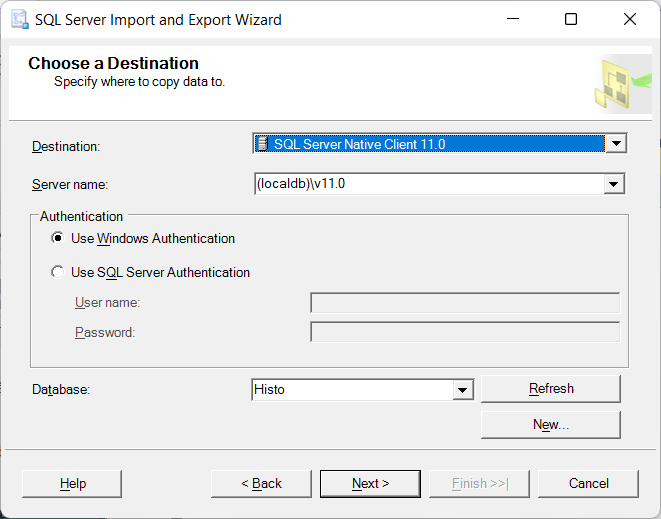 SQL Server Import and Export Wizard
Choose a Destination
Specify where to copy data to.
Destination: SQL Server Native Client 11.0
Server name: (localdb)\v11.0
Authentication
Use Windows Authentication
Use SQL Server Authentication
User name:
Password:
Database: Histo Refresh
New...
Help < Back Next > Finish >>| Cancel